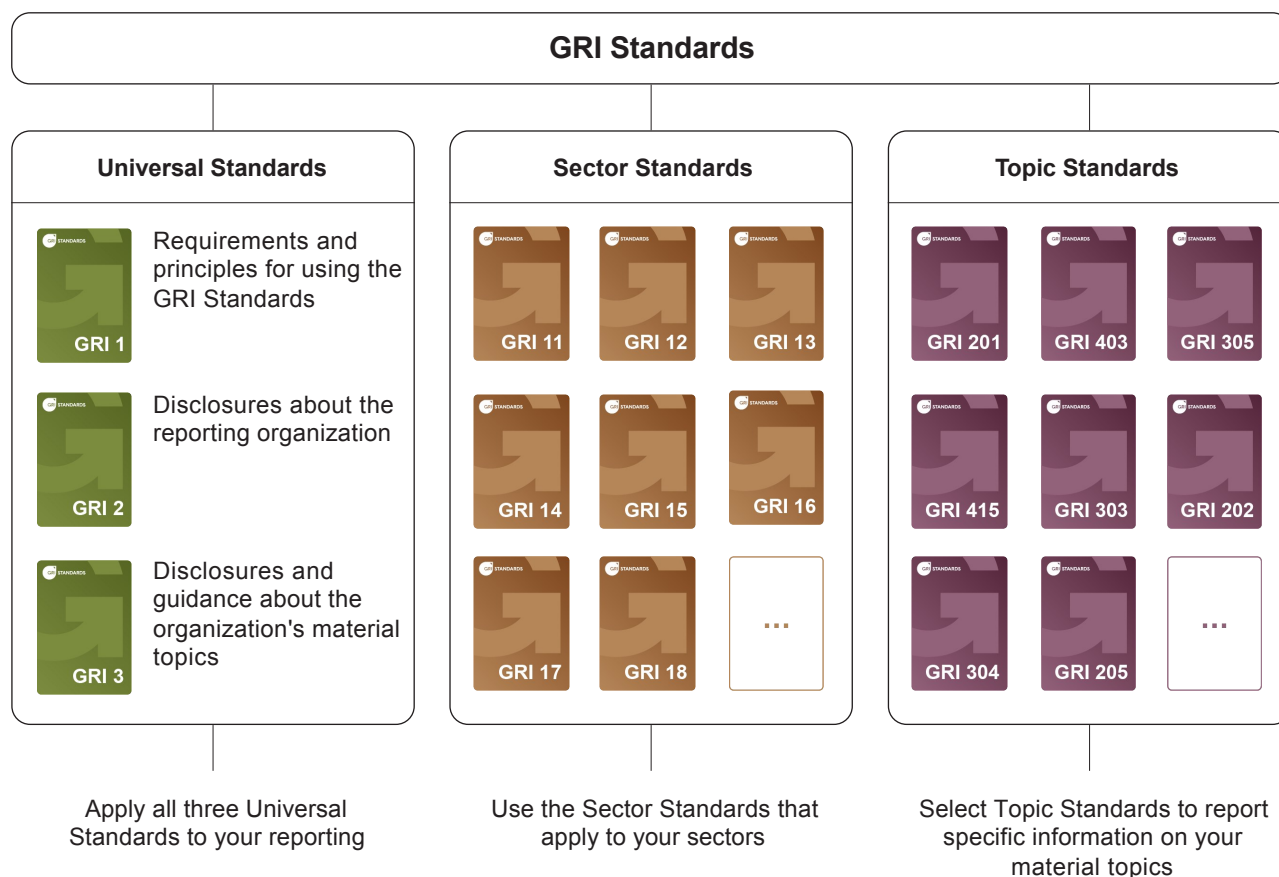 GRI Standards
Universal Standards
GRI STANDARDS
GRI 1
Requirements and
principles for using the
GRI Standards
GRI STANDARDS
GRI 2
Disclosures about the
reporting organization
GRI STANDARDS
GRI 3
Disclosures and
guidance about the
organization's material
topics
Apply all three Universal
Standards to your reporting
Sector Standards
GRI STANDARDS
GRI 11
GRI STANDARDS
GRI 12
GRI STANDARDS
GRI 13
GRI STANDARDS
GRI 14
GRI STANDARDS
GRI 15
GRI STANDARDS
GRI 16
GRI STANDARDS
GRI 17
GRI STANDARDS
GRI 18
...
Use the Sector Standards that
apply to your sectors
Topic Standards
GRI STANDARDS
GRI 201
GRI STANDARDS
GRI 403
GRI STANDARDS
GRI 305
GRI STANDARDS
GRI 415
GRI STANDARDS
GRI 303
GRI STANDARDS
GRI 202
GRI STANDARDS
GRI 304
GRI STANDARDS
GRI 205
...
Select Topic Standards to report
specific information on your
material topics